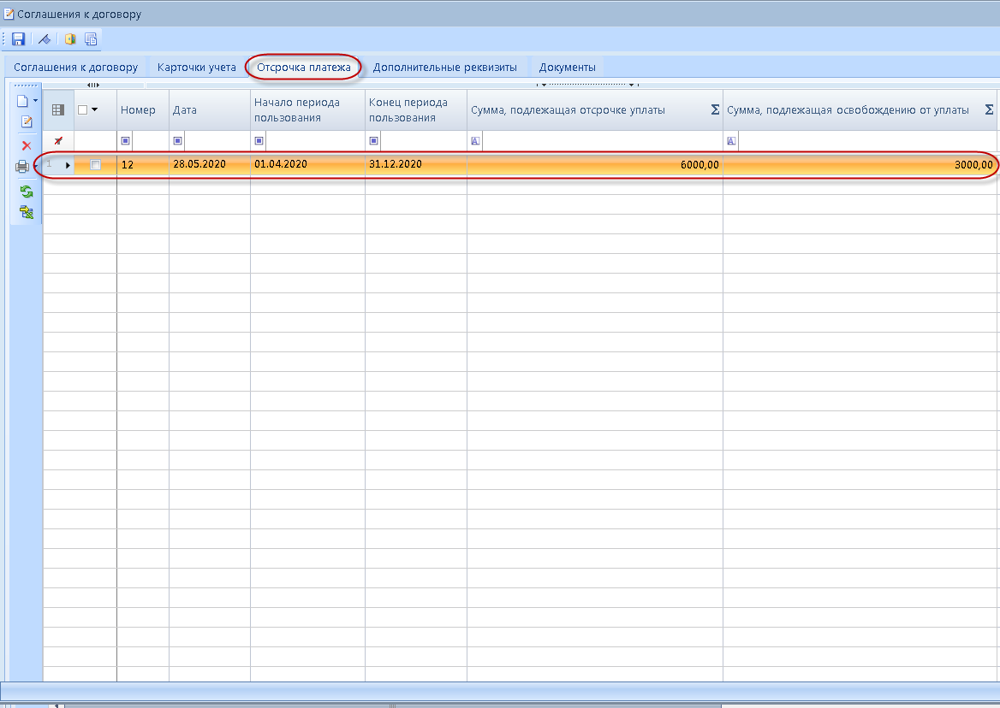 Соглашения к договору
Соглашения к договору Карточки учета Отсрочка платежа Дополнительные реквизиты Документы
Номер Дата Начало периода пользования Конец периода пользования Сумма, подлежащая отсрочке уплаты Σ Сумма, подлежащая освобождению от уплаты Σ
A A
1 12 28.05.2020 01.04.2020 31.12.2020 6000,00 3000,00